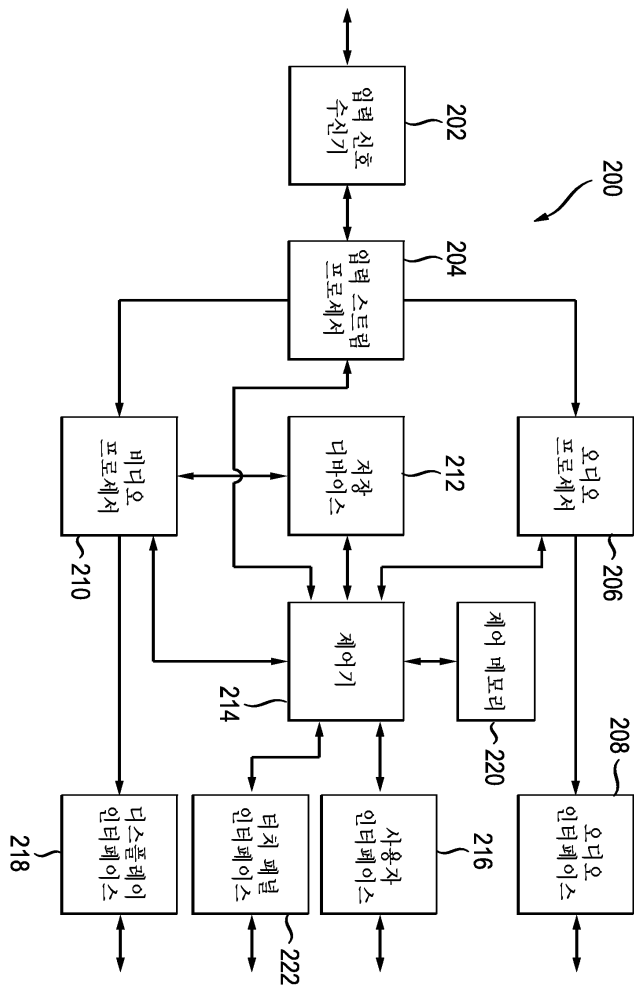 200
오디오
프로세서
206
208
오디오
인터페이스
제어 메모리
220
202
입력 신호
수신기
204
입력 스트림
프로세서
212
저장
디바이스
제어기
214
216
사용자
인터페이스
터치 패널
인터페이스
222
비디오
프로세서
210
디스플레이
인터페이스
218